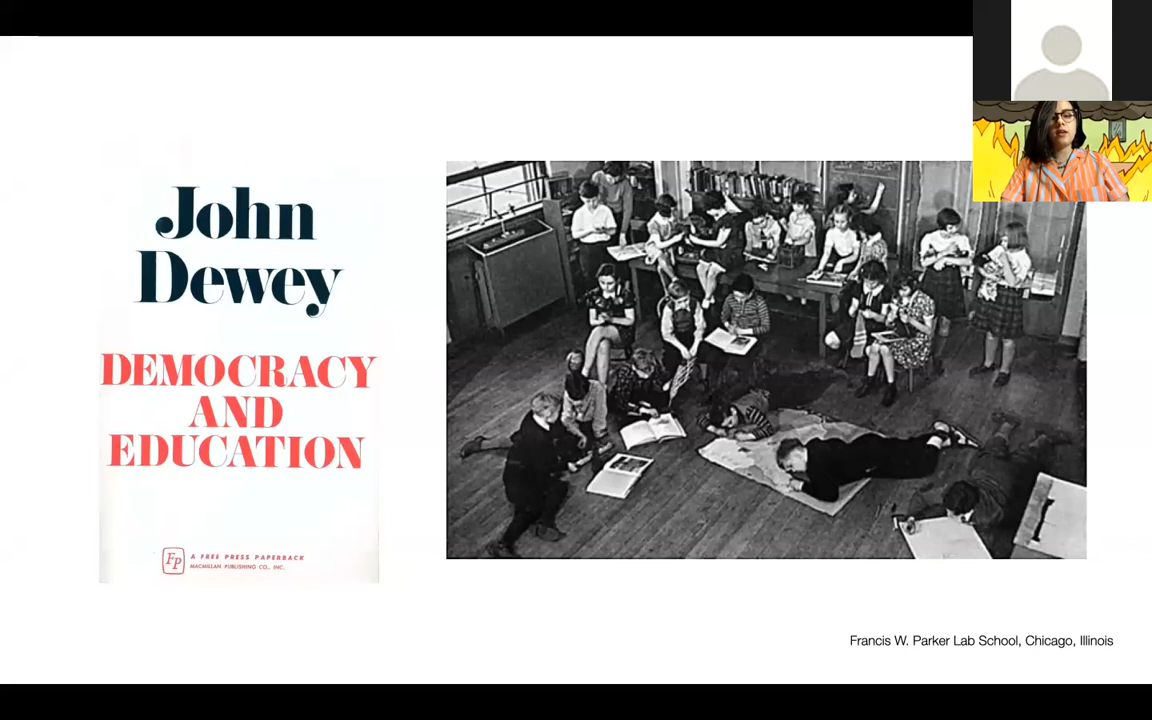 John
Dewey
DEMOCRACY
AND
EDUCATION
FP
A FREE PRESS PAPERBACK
MACMILLAN PUBLISHING CO., INC.
Francis W. Parker Lab School, Chicago, Illinois